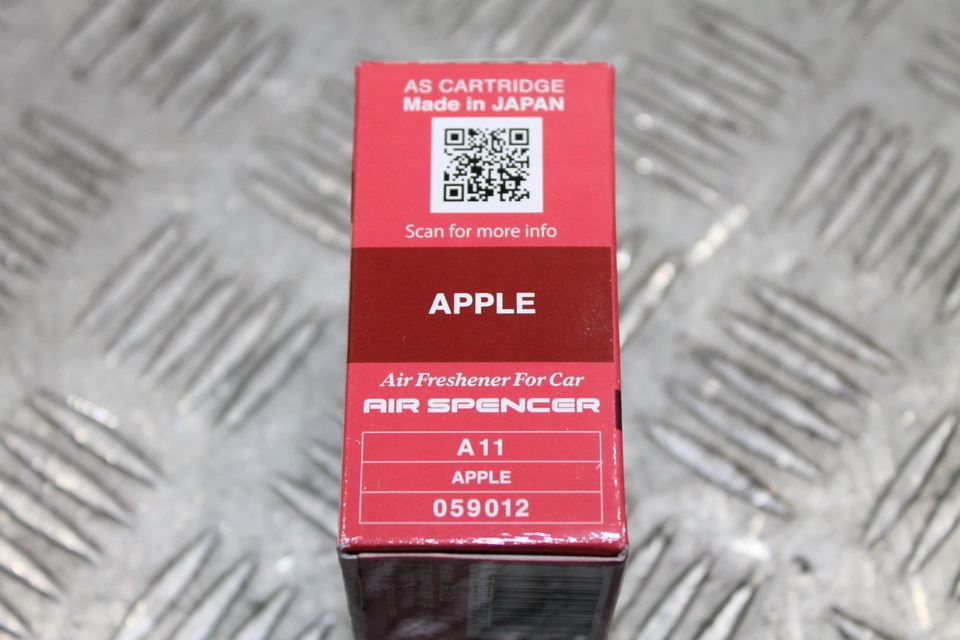 AS CARTRIDGE
Made in JAPAN
Scan for more info
APPLE
Air Freshener For Car
AIR SPENCER
A11
APPLE
059012